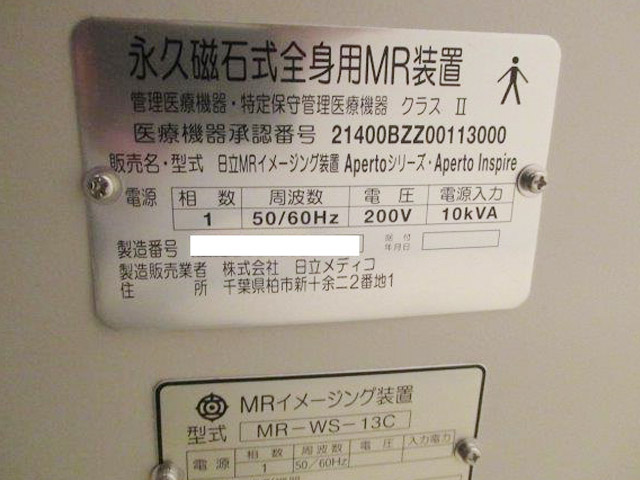 永久磁石式全身用MR装置
管理医療機器・特定保守管理医療機器 クラス Ⅱ
医療機器承認番号 21400BZZ00113000
販売名・型式 日立MRイメージング装置 Apertoシリーズ・Aperto Inspire
電源 相数 周波数 電圧 電源入力
1 50/60Hz 200V 10kVA
製造番号 据付年月日
製造販売業者 株式会社 日立メディコ
住所 千葉県柏市新十余二2番地1
MRイメージング装置
型式 MR-WS-13C
電源 相数 周波数 電圧 入力電力
1 50/60Hz